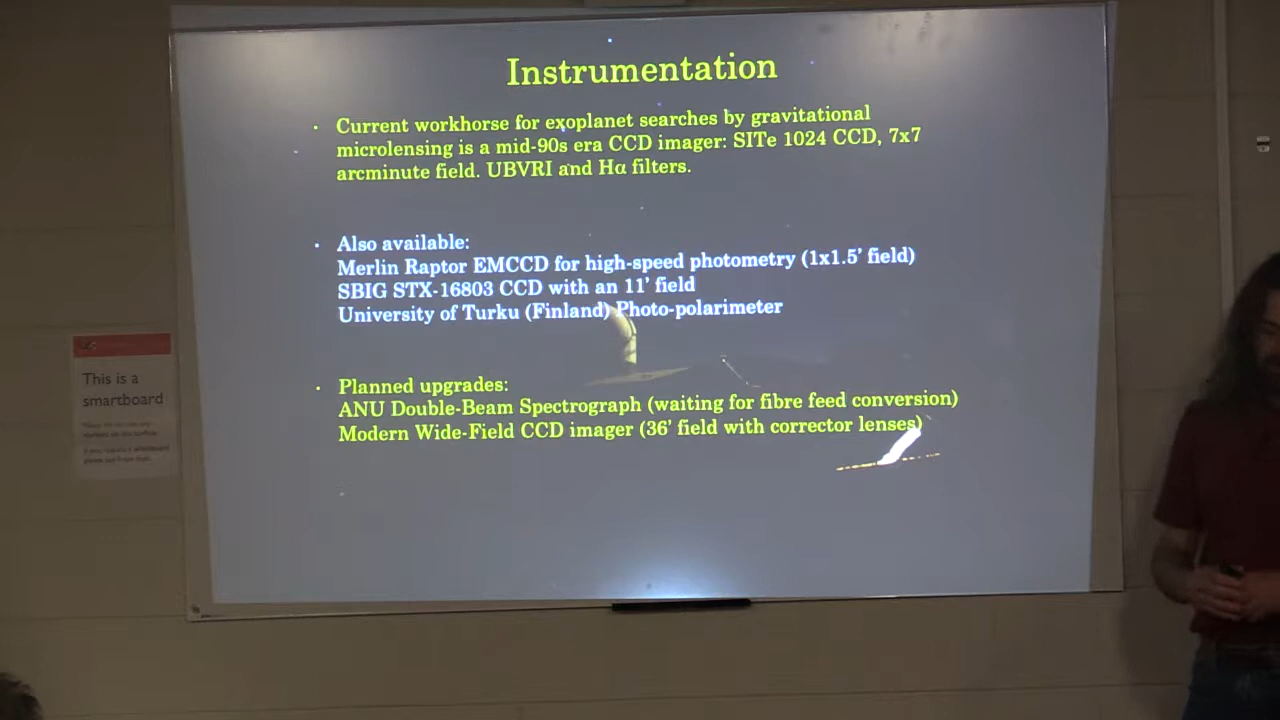 Instrumentation
· Current workhorse for exoplanet searches by gravitational
microlensing is a mid-90s era CCD imager: SITe 1024 CCD, 7x7
arcminute field. UBVRI and Hα filters.
· Also available:
Merlin Raptor EMCCD for high-speed photometry (1x1.5’ field)
SBIG STX-16803 CCD with an 11’ field
University of Turku (Finland) Photo-polarimeter
· Planned upgrades:
ANU Double-Beam Spectrograph (waiting for fibre feed conversion)
Modern Wide-Field CCD imager (36’ field with corrector lenses)
This is a
smartboard